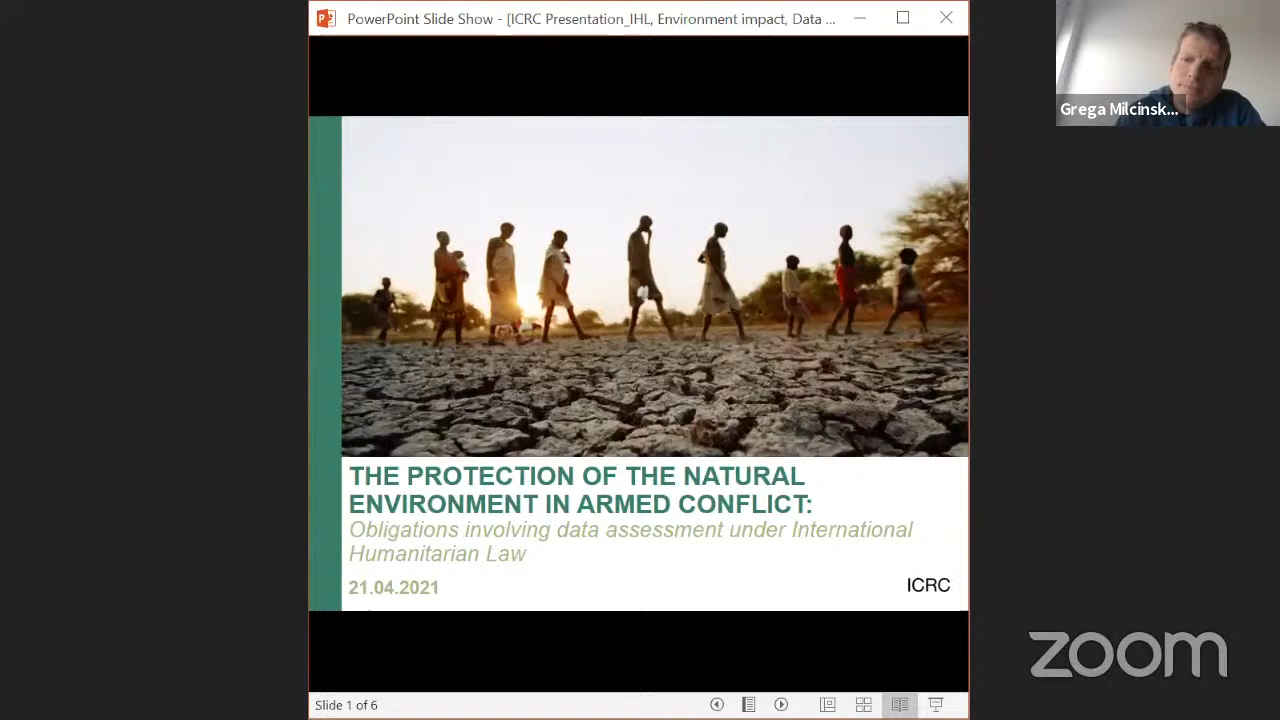 PowerPoint Slide Show - [ICRC Presentation_IHL, Environment impact, Data ...
Grega Milcinsk...
THE PROTECTION OF THE NATURAL
ENVIRONMENT IN ARMED CONFLICT:
Obligations involving data assessment under International
Humanitarian Law
21.04.2021
ICRC
zoom
Slide 1 of 6